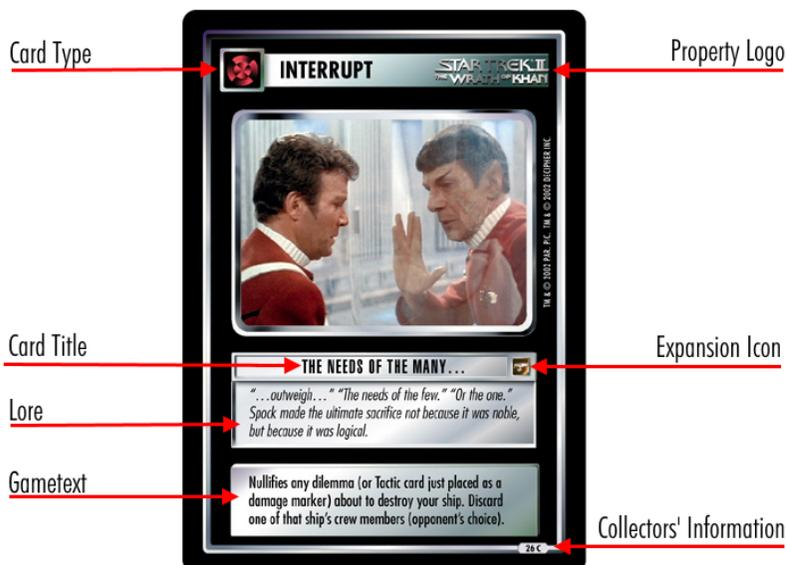 Card Type
INTERRUPT
STAR TREK II
THE WRATH OF KHAN
Property Logo
TM & © 2002 PAR. PIC. TM & © 2002 DECIPHER INC.
Card Title
THE NEEDS OF THE MANY...
Expansion Icon
Lore
"...outweigh..." "The needs of the few." "Or the one."
Spock made the ultimate sacrifice not because it was noble,
but because it was logical.
Gametext
Nullifies any dilemma (or Tactic card just placed as a
damage marker) about to destroy your ship. Discard
one of that ship's crew members (opponent's choice).
Collectors' Information
26 C